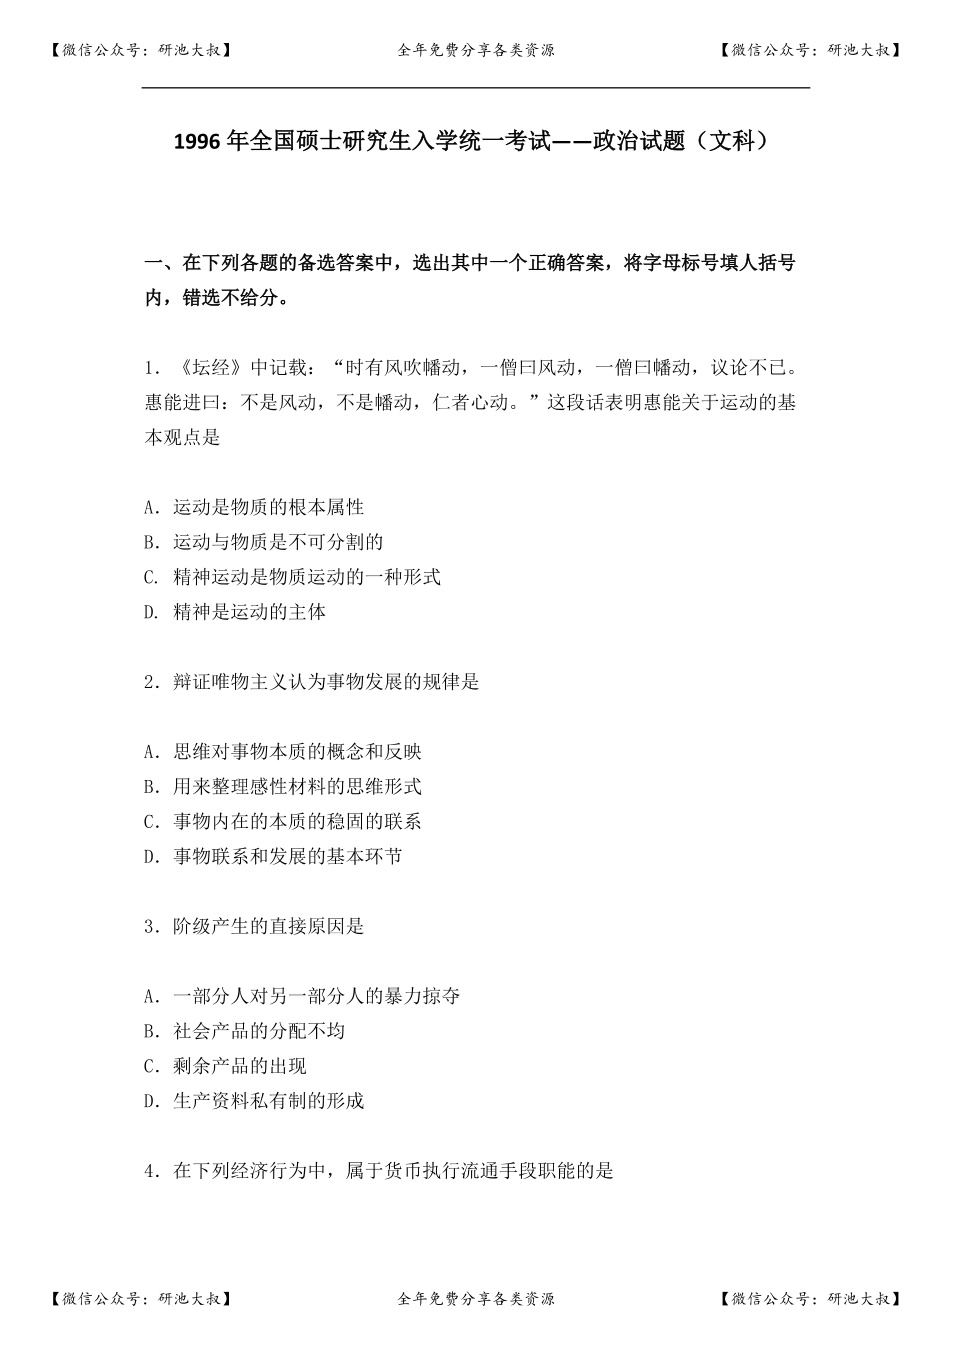 【微信公众号：研池大叔】 全年免费分享各类资源 【微信公众号：研池大叔】
1996 年全国硕士研究生入学统一考试——政治试题（文科）
一、在下列各题的备选答案中，选出其中一个正确答案，将字母标号填人括号
内，错选不给分。
1．《坛经》中记载：“时有风吹幡动，一僧曰风动，一僧曰幡动，议论不己。
惠能进曰：不是风动，不是幡动，仁者心动。”这段话表明惠能关于运动的基
本观点是
A．运动是物质的根本属性
B．运动与物质是不可分割的
C. 精神运动是物质运动的一种形式
D. 精神是运动的主体
2．辩证唯物主义认为事物发展的规律是
A．思维对事物本质的概念和反映
B．用来整理感性材料的思维形式
C．事物内在的本质的稳固的联系
D．事物联系和发展的基本环节
3．阶级产生的直接原因是
A．一部分人对另一部分人的暴力掠夺
B．社会产品的分配不均
C．剩余产品的出现
D．生产资料私有制的形成
4．在下列经济行为中，属于货币执行流通手段职能的是
【微信公众号：研池大叔】 全年免费分享各类资源 【微信公众号：研池大叔】